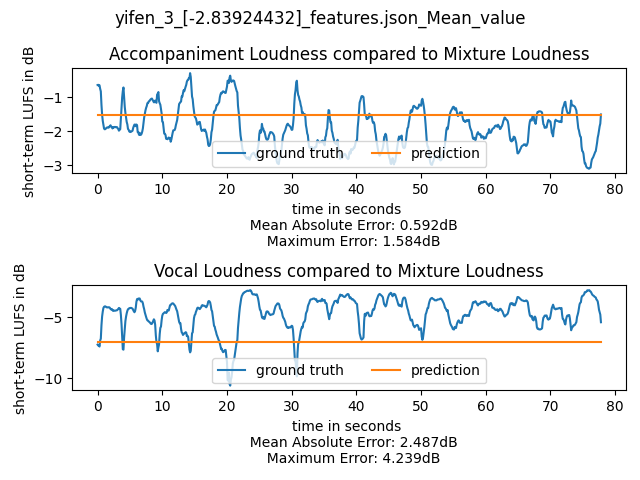 yifen_3_[-2.83924432]_features.json_Mean_value
Accompaniment Loudness compared to Mixture Loudness
short-term LUFS in dB
−1
−2
−3
ground truth
prediction
0 10 20 30 40 50 60 70 80
time in seconds
Mean Absolute Error: 0.592dB
Maximum Error: 1.584dB
Vocal Loudness compared to Mixture Loudness
short-term LUFS in dB
−5
−10
ground truth
prediction
0 10 20 30 40 50 60 70 80
time in seconds
Mean Absolute Error: 2.487dB
Maximum Error: 4.239dB